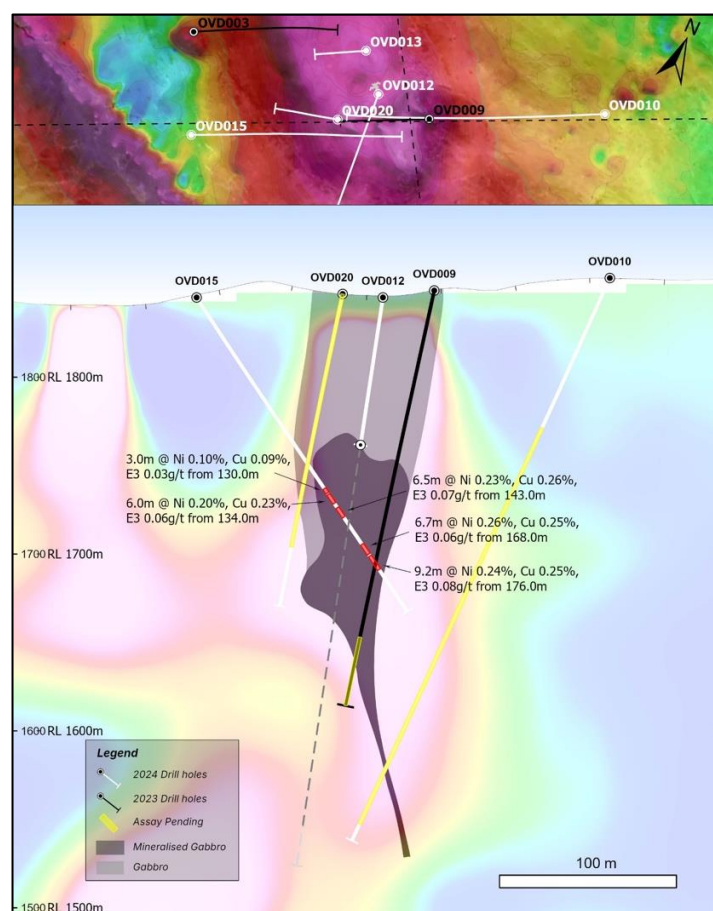 OVD003
N
OVD013
OVD012
OVD020
OVD009
OVD010
OVD015
OVD015
OVD020
OVD012
OVD009
OVD010
1800 RL 1800m
3.0m @ Ni 0.10%, Cu 0.09%,
E3 0.03g/t from 130.0m
6.0m @ Ni 0.20%, Cu 0.23%,
E3 0.06g/t from 134.0m
6.5m @ Ni 0.23%, Cu 0.26%,
E3 0.07g/t from 143.0m
6.7m @ Ni 0.26%, Cu 0.25%,
E3 0.06g/t from 168.0m
1700 RL 1700m
9.2m @ Ni 0.24%, Cu 0.25%,
E3 0.08g/t from 176.0m
1600 RL 1600m
Legend
2024 Drill holes
2023 Drill holes
Assay Pending
Mineralised Gabbro
Gabbro
100 m
1500 RL 1500m